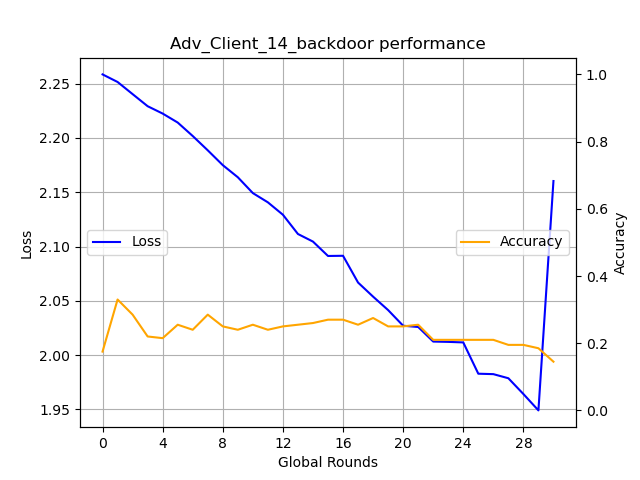 Adv_Client_14_backdoor performance
2.25
2.20
2.15
2.10
2.05
2.00
1.95
Loss
Loss
Accuracy
1.0
0.8
0.6
0.4
0.2
0.0
Accuracy
0 4 8 12 16 20 24 28
Global Rounds